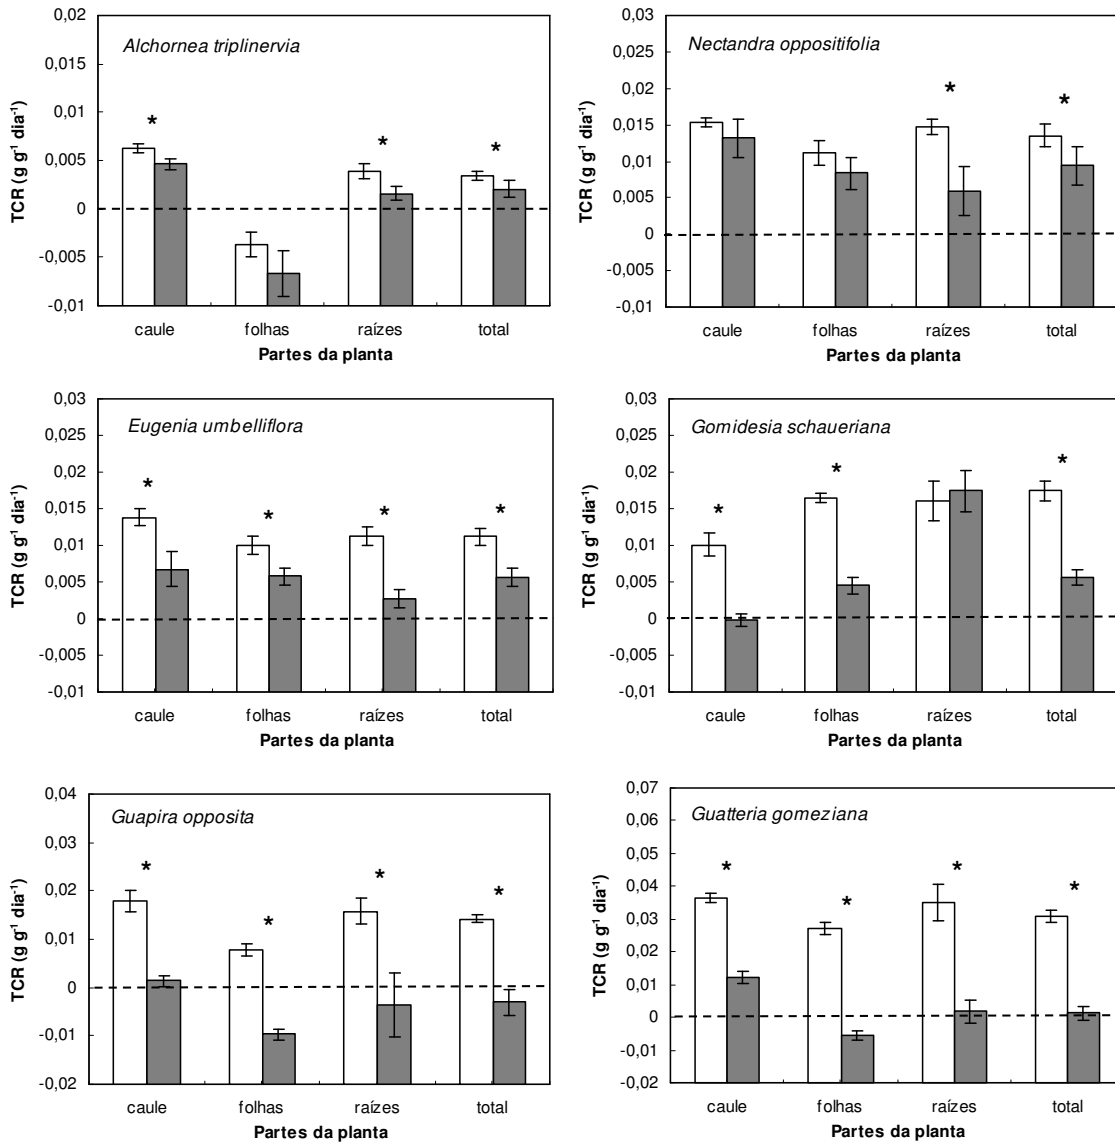 Alchornea triplinervia
TCR (g g⁻¹ dia⁻¹)
0,02
0,015
0,01
0,005
0
-0,005
-0,01
*
*
*
caule folhas raízes total
Partes da planta
Nectandra oppositifolia
TCR (g g⁻¹ dia⁻¹)
0,03
0,025
0,02
0,015
0,01
0,005
0
-0,005
-0,01
*
*
caule folhas raízes total
Partes da planta
Eugenia umbelliflora
TCR (g g⁻¹ dia⁻¹)
0,03
0,025
0,02
0,015
0,01
0,005
0
-0,005
-0,01
*
*
*
*
caule folhas raízes total
Partes da planta
Gomidesia schaueriana
TCR (g g⁻¹ dia⁻¹)
0,03
0,025
0,02
0,015
0,01
0,005
0
-0,005
-0,01
*
*
*
caule folhas raízes total
Partes da planta
Guapira opposita
TCR (g g⁻¹ dia⁻¹)
0,04
0,03
0,02
0,01
0
-0,01
-0,02
*
*
*
*
caule folhas raízes total
Partes da planta
Guatteria gomeziana
TCR (g g⁻¹ dia⁻¹)
0,07
0,06
0,05
0,04
0,03
0,02
0,01
0
-0,01
-0,02
*
*
*
*
caule folhas raízes total
Partes da planta